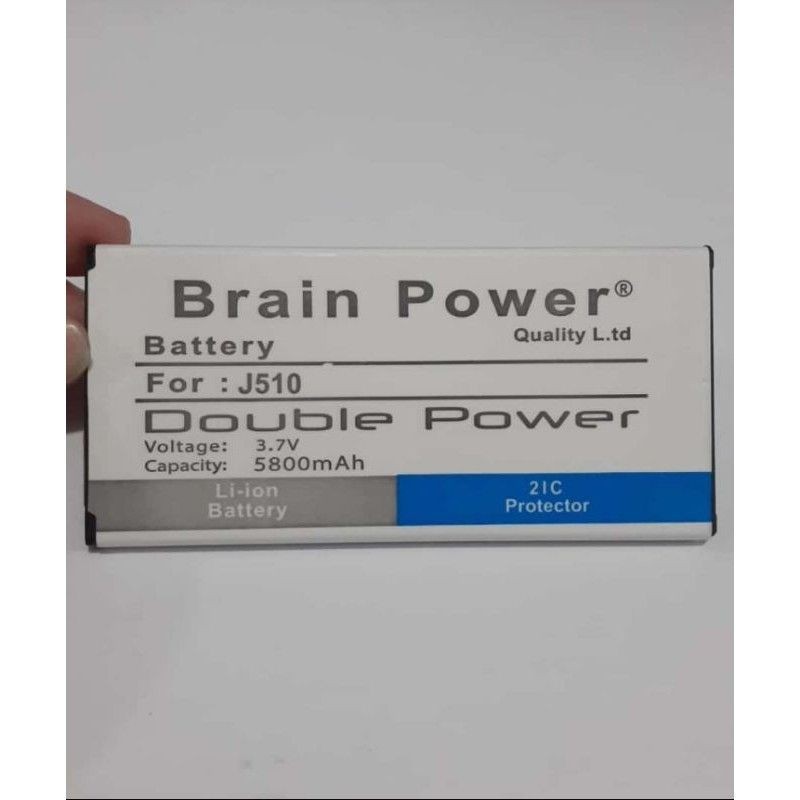 Brain Power®
Quality L.td
Battery
For : J510
Double Power
Voltage: 3.7V
Capacity: 5800mAh
Li-ion
Battery
2IC
Protector